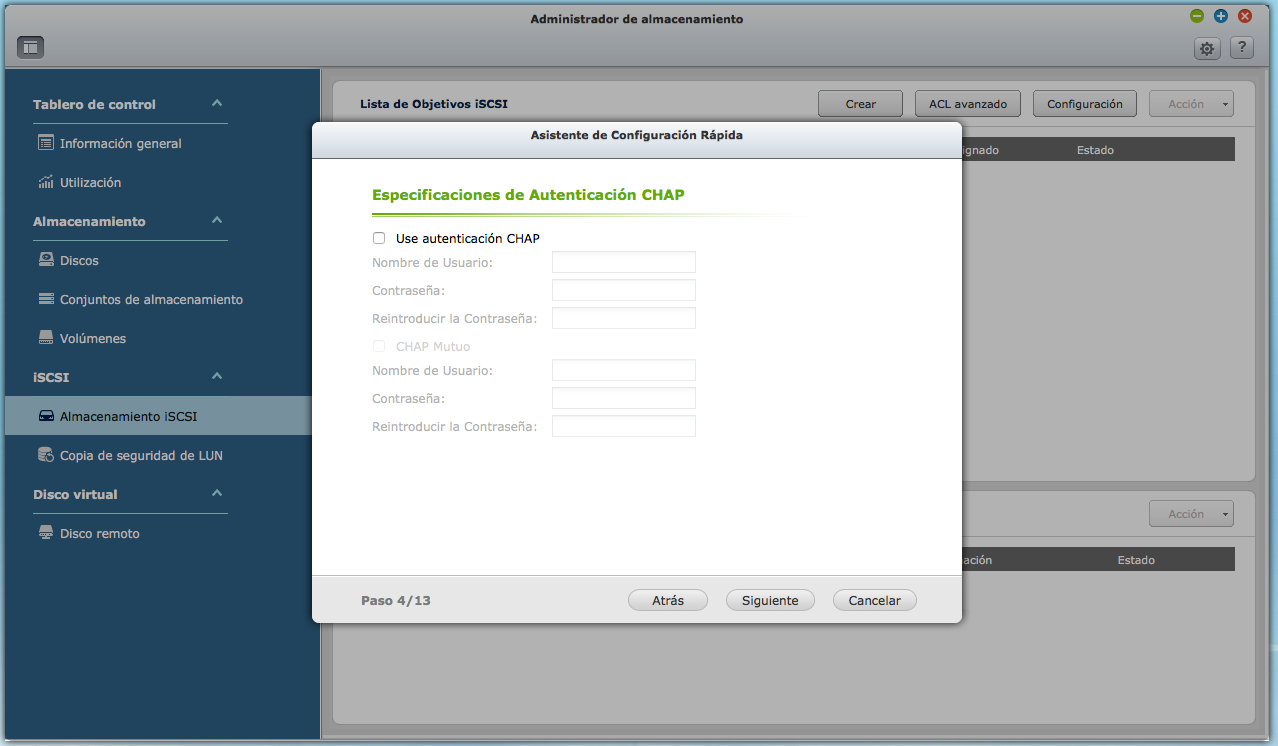 Administrador de almacenamiento
?
Tablero de control
Información general
Utilización
Almacenamiento
Discos
Conjuntos de almacenamiento
Volúmenes
iSCSI
Almacenamiento iSCSI
Copia de seguridad de LUN
Disco virtual
Disco remoto
Lista de Objetivos iSCSI
Crear
ACL avanzado
Configuración
Acción
ignado
Estado
Asistente de Configuración Rápida
Especificaciones de Autenticación CHAP
Use autenticación CHAP
Nombre de Usuario:
Contraseña:
Reintroducir la Contraseña:
CHAP Mutuo
Nombre de Usuario:
Contraseña:
Reintroducir la Contraseña:
Paso 4/13
Atrás
Siguiente
Cancelar
Acción
ación
Estado